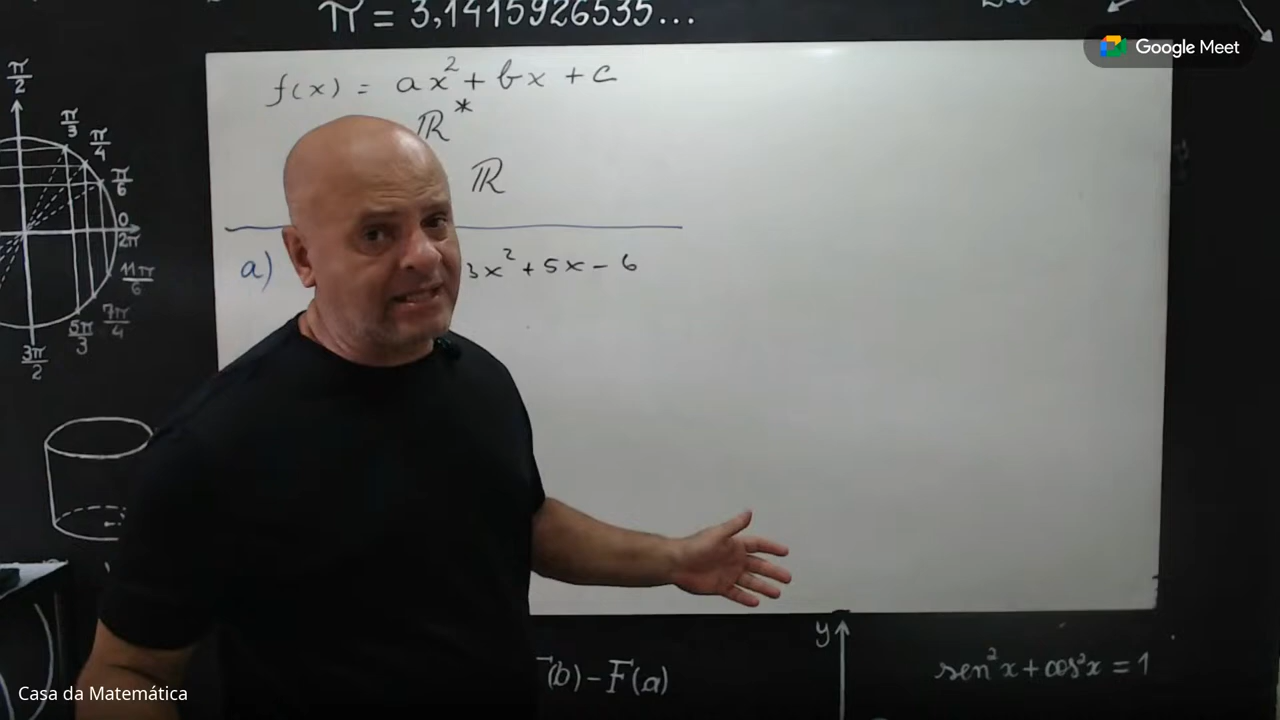 π = 3,1415926535...
Google Meet
f(x) = ax² + bx + c
ℝ*
ℝ
a) 3x² + 5x - 6
π/2
π/3
π/4
π/6
0
2π
11π/6
7π/4
5π/3
3π/2
y
(b) - F(a)
sen²x + cos²x = 1
Casa da Matemática